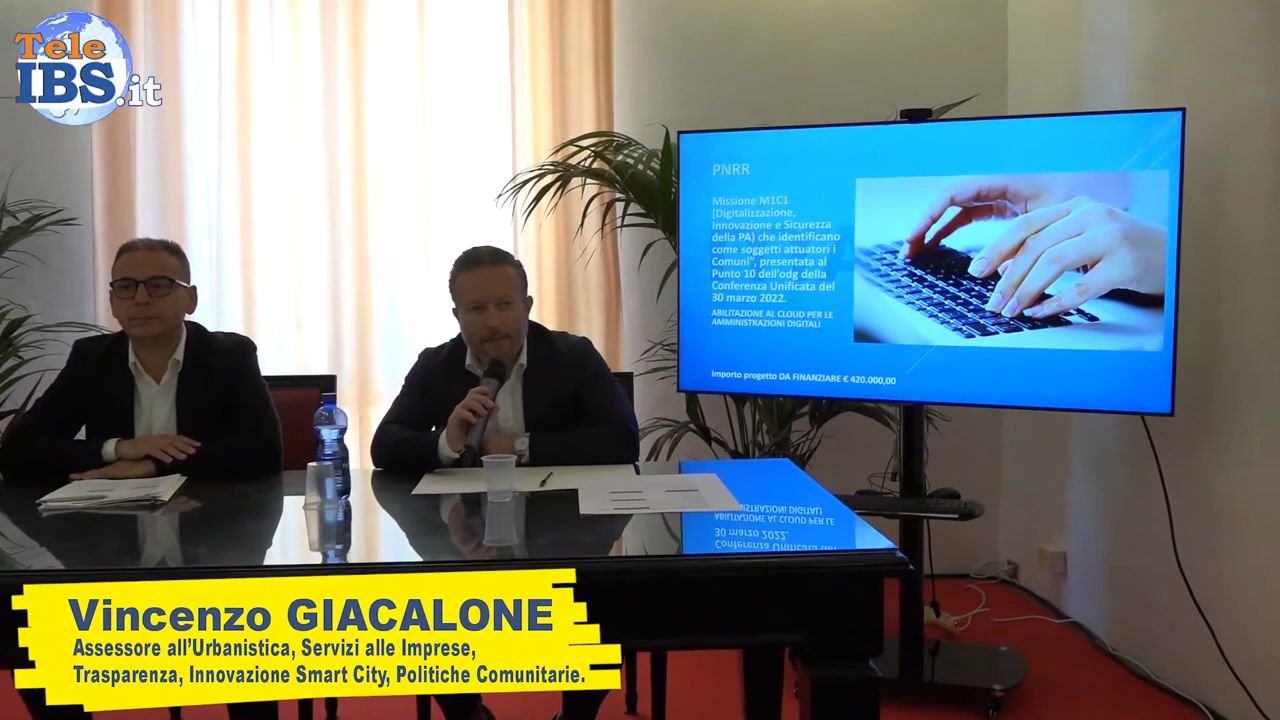 Tele
IBS.it
PNRR
Missione M1C1
(Digitalizzazione,
Innovazione e Sicurezza
della PA) che identificano
come soggetti attuatori i
Comuni", presentata al
Punto 10 dell'odg della
Conferenza Unificata del
30 marzo 2022.
ABILITAZIONE AL CLOUD PER LE
AMMINISTRAZIONI DIGITALI
Importo progetto DA FINANZIARE € 420.000,00
Vincenzo GIACALONE
Assessore all'Urbanistica, Servizi alle Imprese,
Trasparenza, Innovazione Smart City, Politiche Comunitarie.